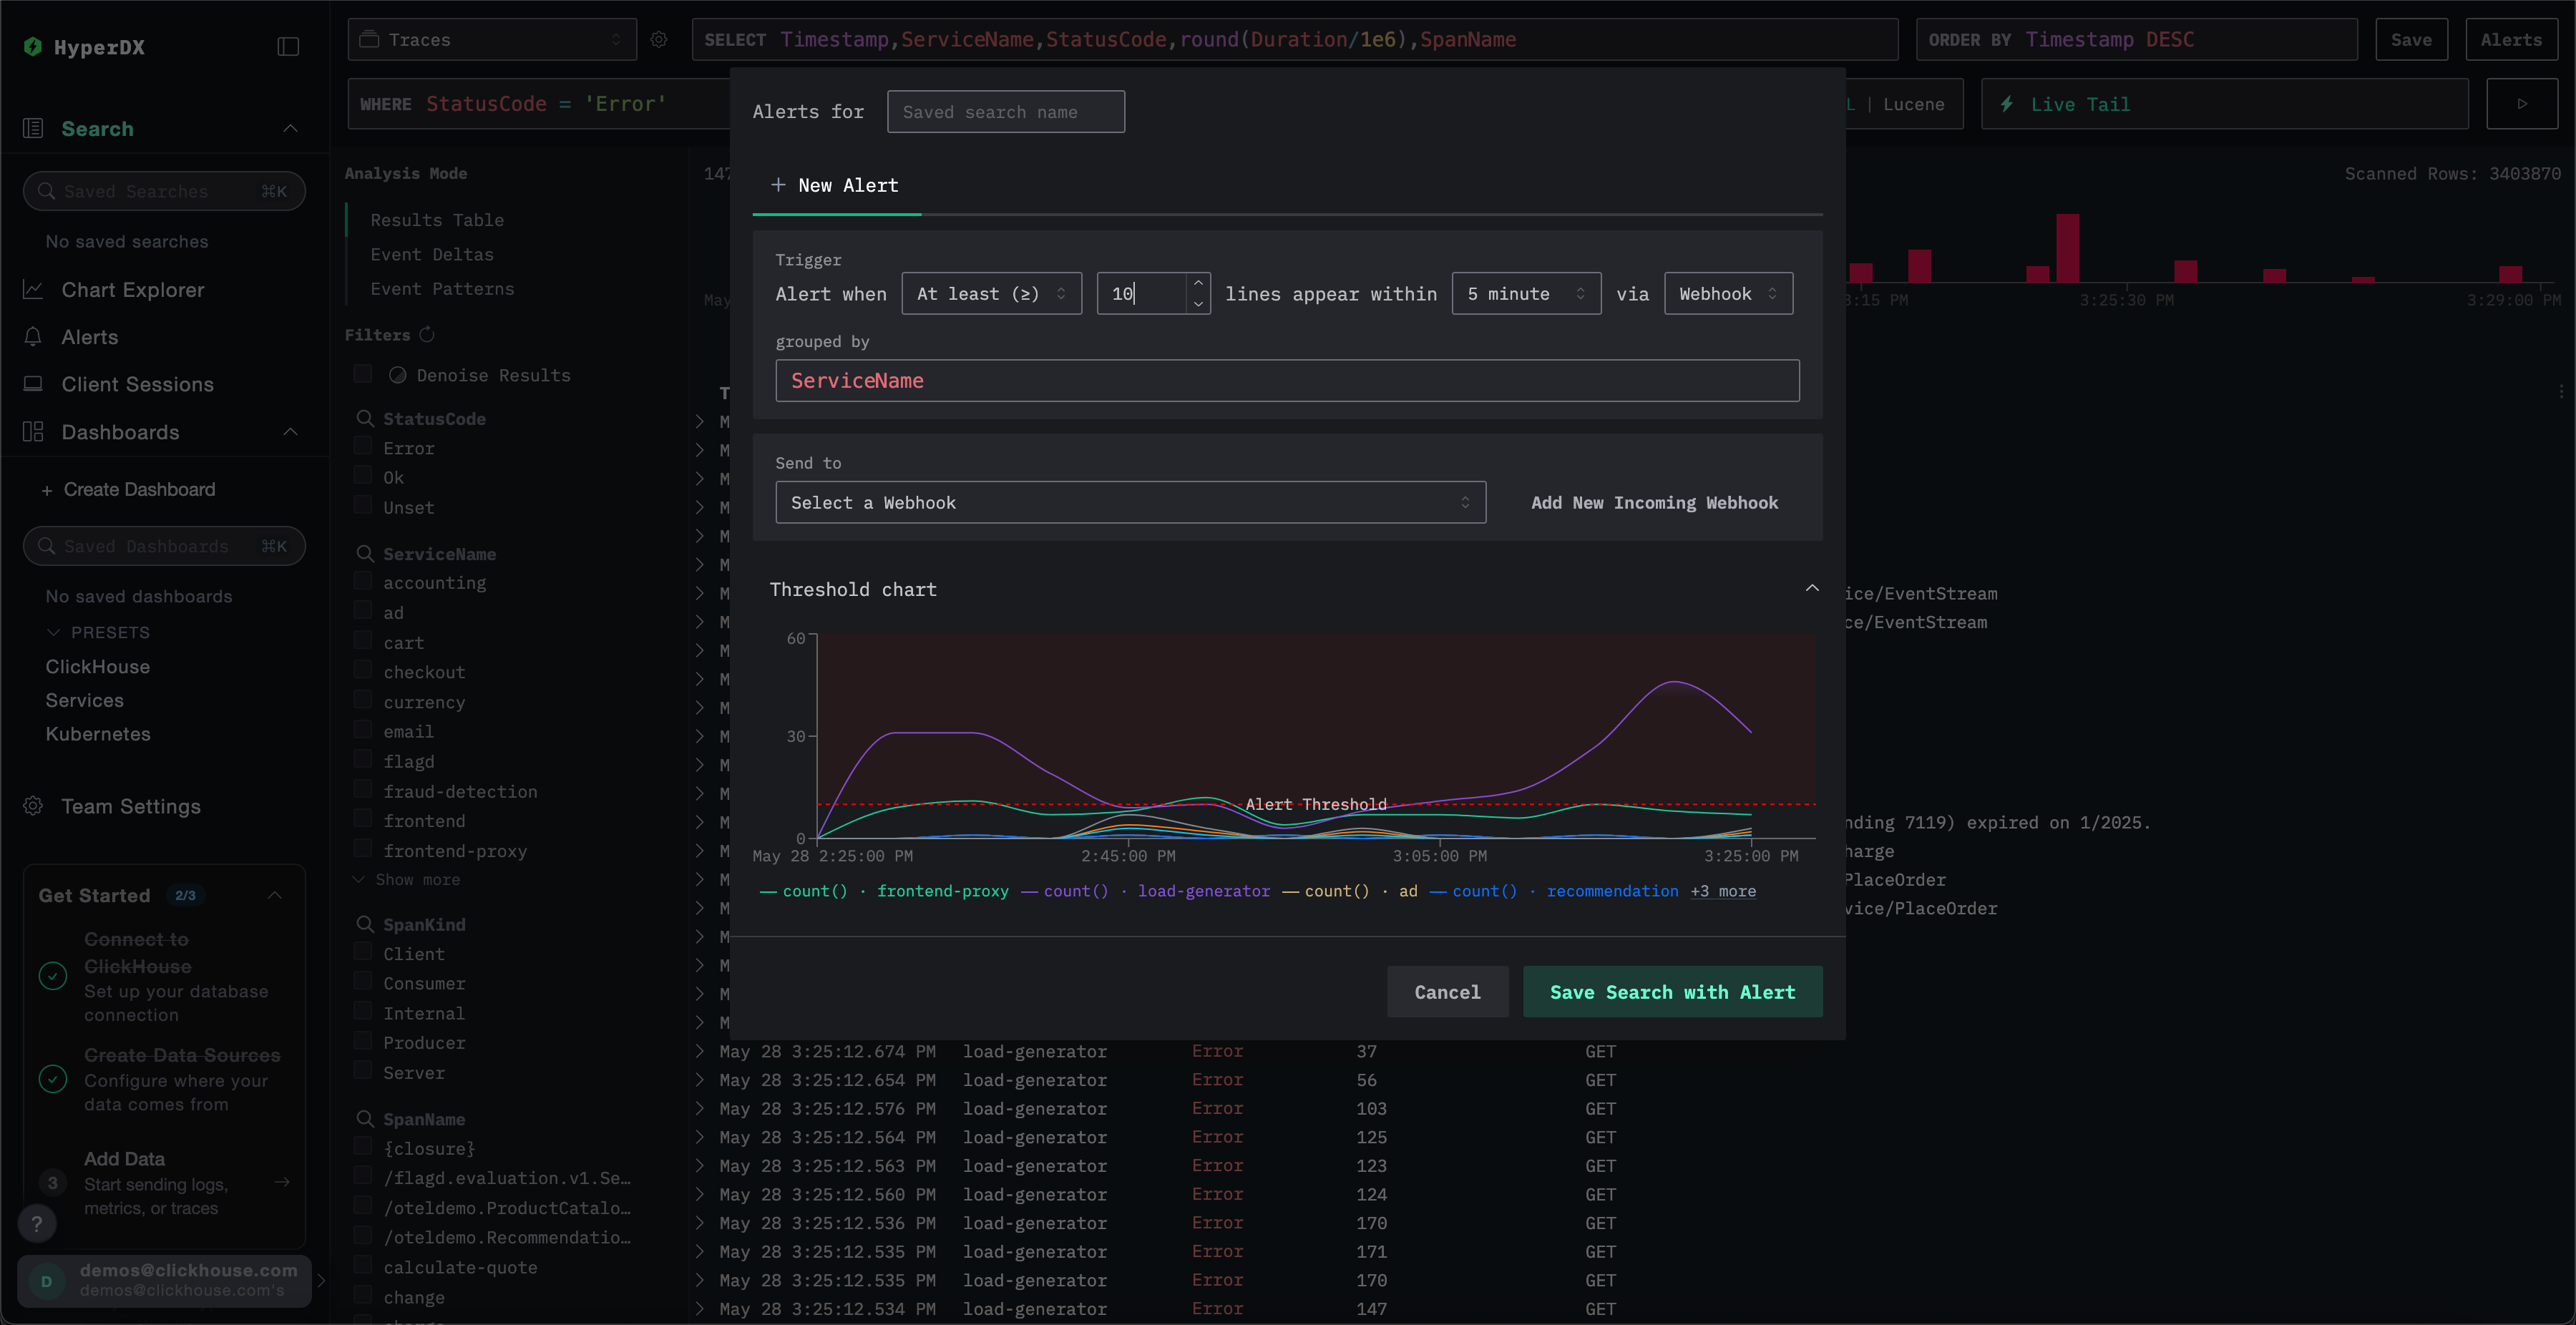 HyperDX
Search
Saved Searches ⌘K
No saved searches
Chart Explorer
Alerts
Client Sessions
Dashboards
+ Create Dashboard
Saved Dashboards ⌘K
No saved dashboards
PRESETS
ClickHouse
Services
Kubernetes
Team Settings
Get Started 2/3
Connect to
ClickHouse
Set up your database
connection
Create Data Sources
Configure where your
data comes from
3
Add Data
Start sending logs,
metrics, or traces
?
D
demos@clickhouse.com
demos@clickhouse.com's
Traces
SELECT Timestamp,ServiceName,StatusCode,round(Duration/1e6),SpanName
ORDER BY Timestamp DESC
Save
Alerts
WHERE StatusCode = 'Error'
L | Lucene
Live Tail
Analysis Mode
Results Table
Event Deltas
Event Patterns
Filters
Denoise Results
StatusCode
Error
Ok
Unset
ServiceName
accounting
ad
cart
checkout
currency
email
flagd
fraud-detection
frontend
frontend-proxy
Show more
SpanKind
Client
Consumer
Internal
Producer
Server
SpanName
{closure}
/flagd.evaluation.v1.Se…
/oteldemo.ProductCatalo…
/oteldemo.Recommendatio…
calculate-quote
change
147
Scanned Rows: 3403870
May
3:15 PM
3:25:30 PM
3:29:00 PM
Alerts for Saved search name
+ New Alert
Trigger
Alert when At least (≥) 10 lines appear within 5 minute via Webhook
grouped by
ServiceName
Send to
Select a Webhook
Add New Incoming Webhook
Threshold chart
60
30
0
Alert Threshold
May 28 2:25:00 PM 2:45:00 PM 3:05:00 PM 3:25:00 PM
count() · frontend-proxy count() · load-generator count() · ad count() · recommendation +3 more
Cancel
Save Search with Alert
ice/EventStream
ce/EventStream
nding 7119) expired on 1/2025.
harge
PlaceOrder
vice/PlaceOrder
May 28 3:25:12.674 PM load-generator Error 37 GET
May 28 3:25:12.654 PM load-generator Error 56 GET
May 28 3:25:12.576 PM load-generator Error 103 GET
May 28 3:25:12.564 PM load-generator Error 125 GET
May 28 3:25:12.563 PM load-generator Error 123 GET
May 28 3:25:12.560 PM load-generator Error 124 GET
May 28 3:25:12.536 PM load-generator Error 170 GET
May 28 3:25:12.535 PM load-generator Error 171 GET
May 28 3:25:12.535 PM load-generator Error 170 GET
May 28 3:25:12.534 PM load-generator Error 147 GET